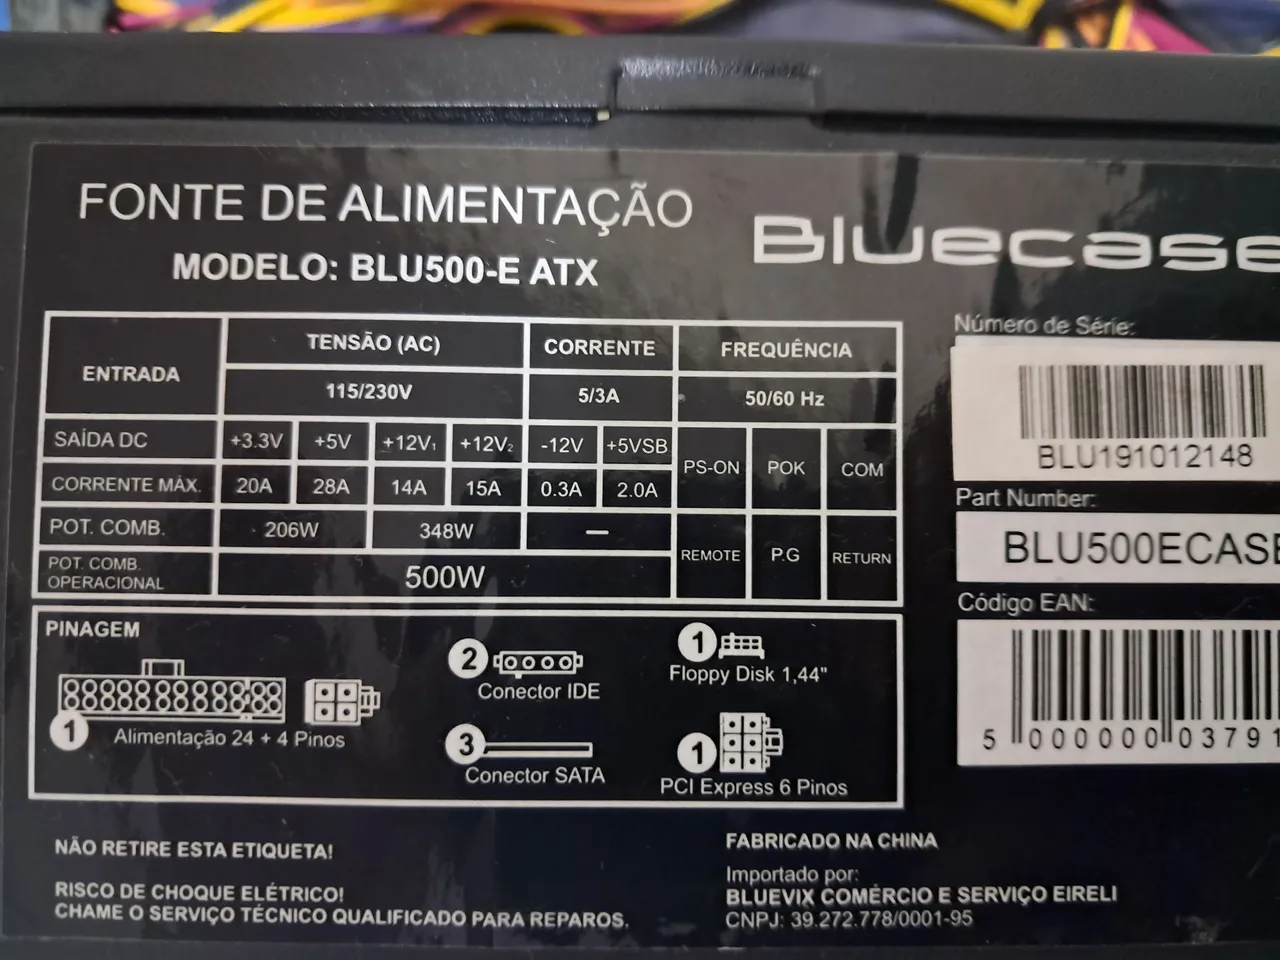 FONTE DE ALIMENTAÇÃO
MODELO: BLU500-E ATX
Bluecase
ENTRADA
TENSÃO (AC)
CORRENTE
FREQUÊNCIA
115/230V
5/3A
50/60 Hz
SAÍDA DC
+3.3V
+5V
+12V₁
+12V₂
-12V
+5VSB
PS-ON
POK
COM
CORRENTE MÁX.
20A
28A
14A
15A
0.3A
2.0A
POT. COMB.
206W
348W
—
REMOTE
P.G
RETURN
POT. COMB.
OPERACIONAL
500W
PINAGEM
1
Alimentação 24 + 4 Pinos
2
Conector IDE
3
Conector SATA
1
Floppy Disk 1,44"
1
PCI Express 6 Pinos
Número de Série:
BLU191012148
Part Number:
BLU500ECASE
Código EAN:
5 000000 03791
NÃO RETIRE ESTA ETIQUETA!
RISCO DE CHOQUE ELÉTRICO!
CHAME O SERVIÇO TÉCNICO QUALIFICADO PARA REPAROS.
FABRICADO NA CHINA
Importado por:
BLUEVIX COMÉRCIO E SERVIÇO EIRELI
CNPJ: 39.272.778/0001-95